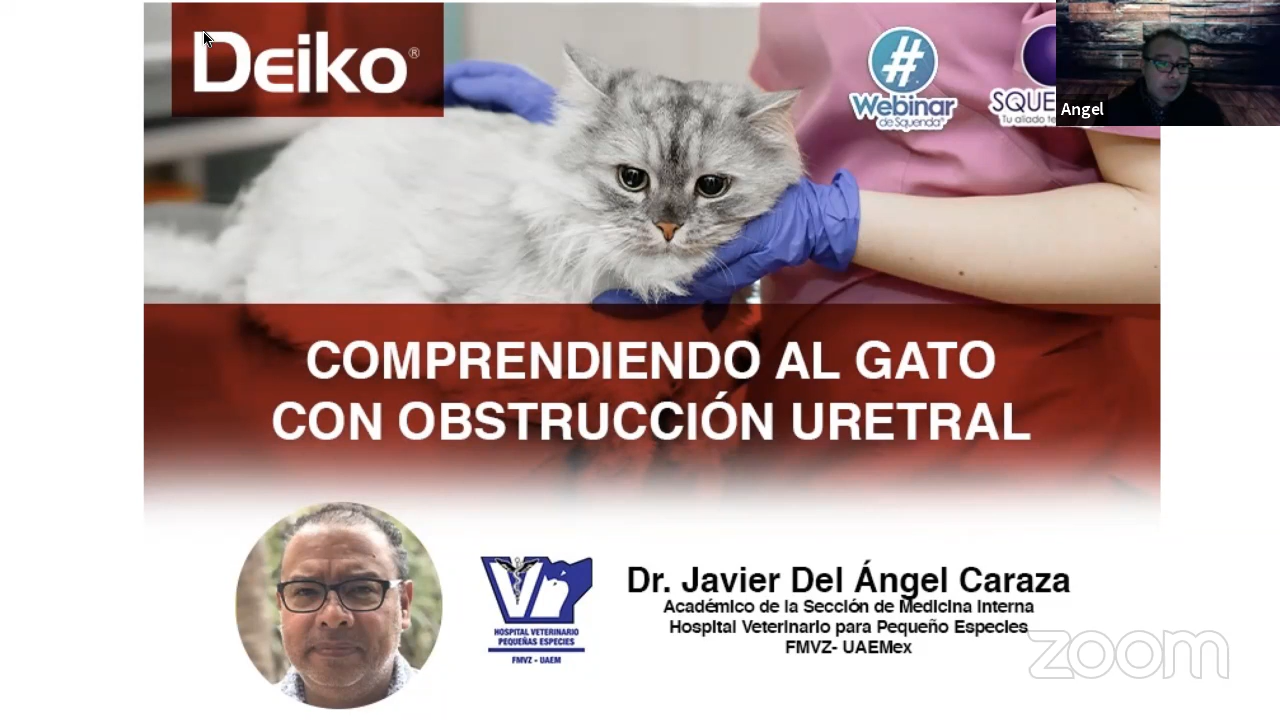 Deiko®
#
Webinar
de Squenda®
SQUE
Tu aliado te
Angel
COMPRENDIENDO AL GATO
CON OBSTRUCCIÓN URETRAL
HOSPITAL VETERINARIO
PEQUEÑAS ESPECIES
FMVZ - UAEM
Dr. Javier Del Ángel Caraza
Académico de la Sección de Medicina Interna
Hospital Veterinario para Pequeño Especies
FMVZ- UAEMex
zoom